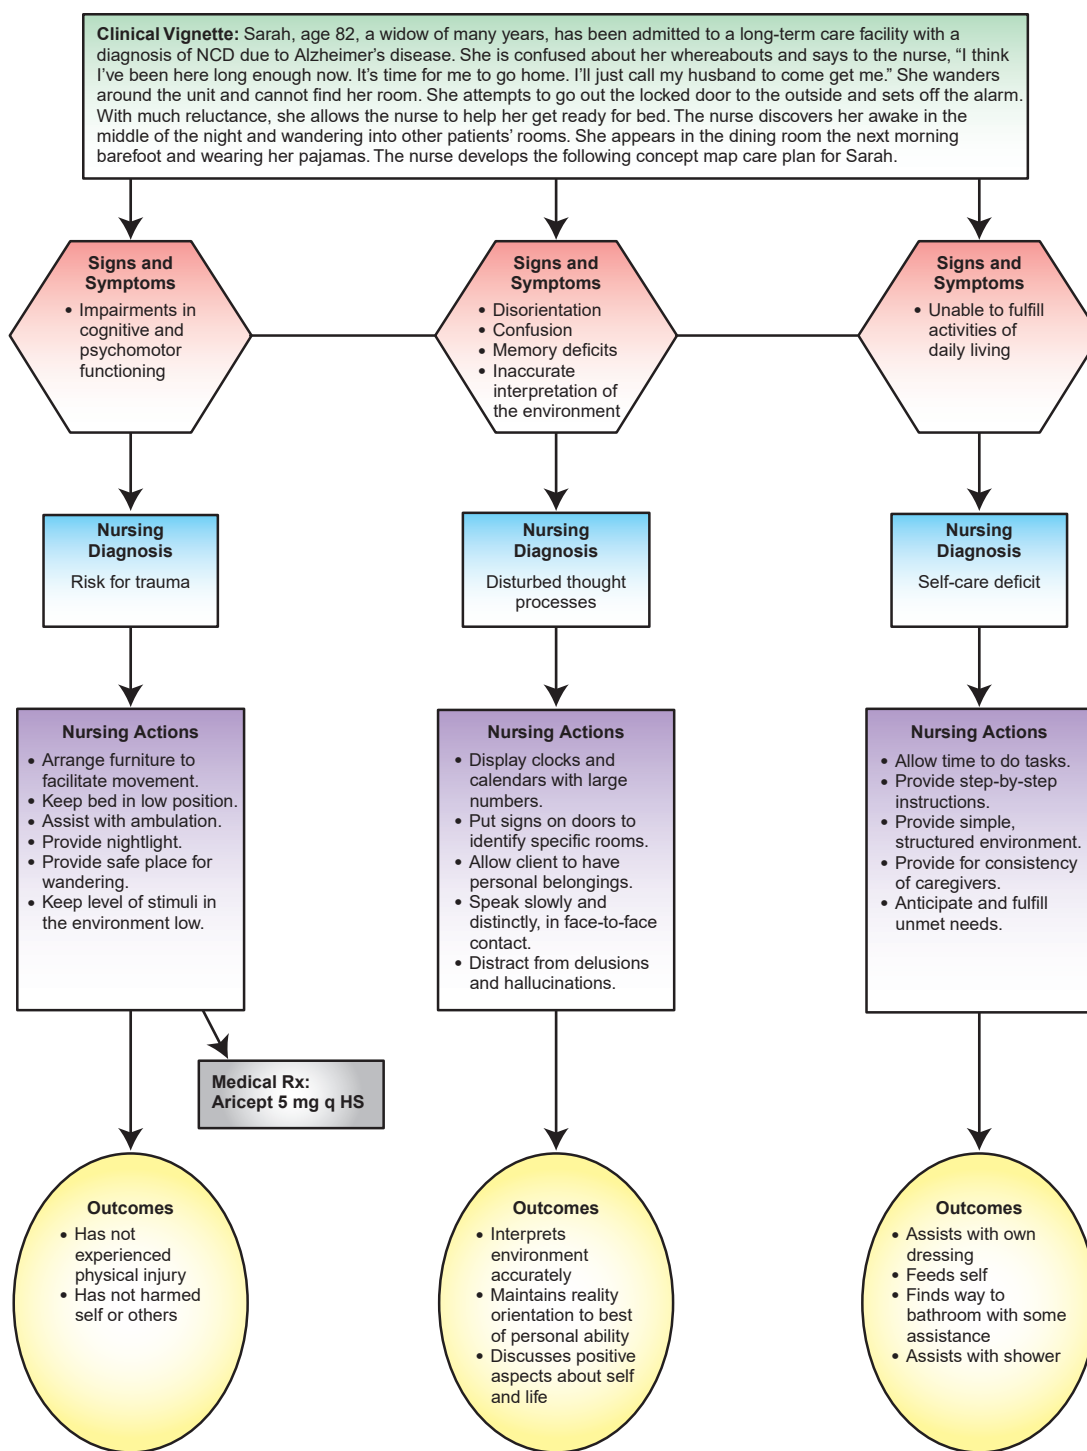 Clinical Vignette: Sarah, age 82, a widow of many years, has been admitted to a long-term care facility with a
diagnosis of NCD due to Alzheimer’s disease. She is confused about her whereabouts and says to the nurse, “I think
I’ve been here long enough now. It’s time for me to go home. I’ll just call my husband to come get me.” She wanders
around the unit and cannot find her room. She attempts to go out the locked door to the outside and sets off the alarm.
With much reluctance, she allows the nurse to help her get ready for bed. The nurse discovers her awake in the
middle of the night and wandering into other patients’ rooms. She appears in the dining room the next morning
barefoot and wearing her pajamas. The nurse develops the following concept map care plan for Sarah.
Signs and
Symptoms
• Impairments in
cognitive and
psychomotor
functioning
Signs and
Symptoms
• Disorientation
• Confusion
• Memory deficits
• Inaccurate
interpretation of
the environment
Signs and
Symptoms
• Unable to fulfill
activities of
daily living
Nursing
Diagnosis
Risk for trauma
Nursing
Diagnosis
Disturbed thought
processes
Nursing
Diagnosis
Self-care deficit
Nursing Actions
• Arrange furniture to
facilitate movement.
• Keep bed in low position.
• Assist with ambulation.
• Provide nightlight.
• Provide safe place for
wandering.
• Keep level of stimuli in
the environment low.
Nursing Actions
• Display clocks and
calendars with large
numbers.
• Put signs on doors to
identify specific rooms.
• Allow client to have
personal belongings.
• Speak slowly and
distinctly, in face-to-face
contact.
• Distract from delusions
and hallucinations.
Nursing Actions
• Allow time to do tasks.
• Provide step-by-step
instructions.
• Provide simple,
structured environment.
• Provide for consistency
of caregivers.
• Anticipate and fulfill
unmet needs.
Medical Rx:
Aricept 5 mg q HS
Outcomes
• Has not
experienced
physical injury
• Has not harmed
self or others
Outcomes
• Interprets
environment
accurately
• Maintains reality
orientation to best
of personal ability
• Discusses positive
aspects about self
and life
Outcomes
• Assists with own
dressing
• Feeds self
• Finds way to
bathroom with some
assistance
• Assists with shower